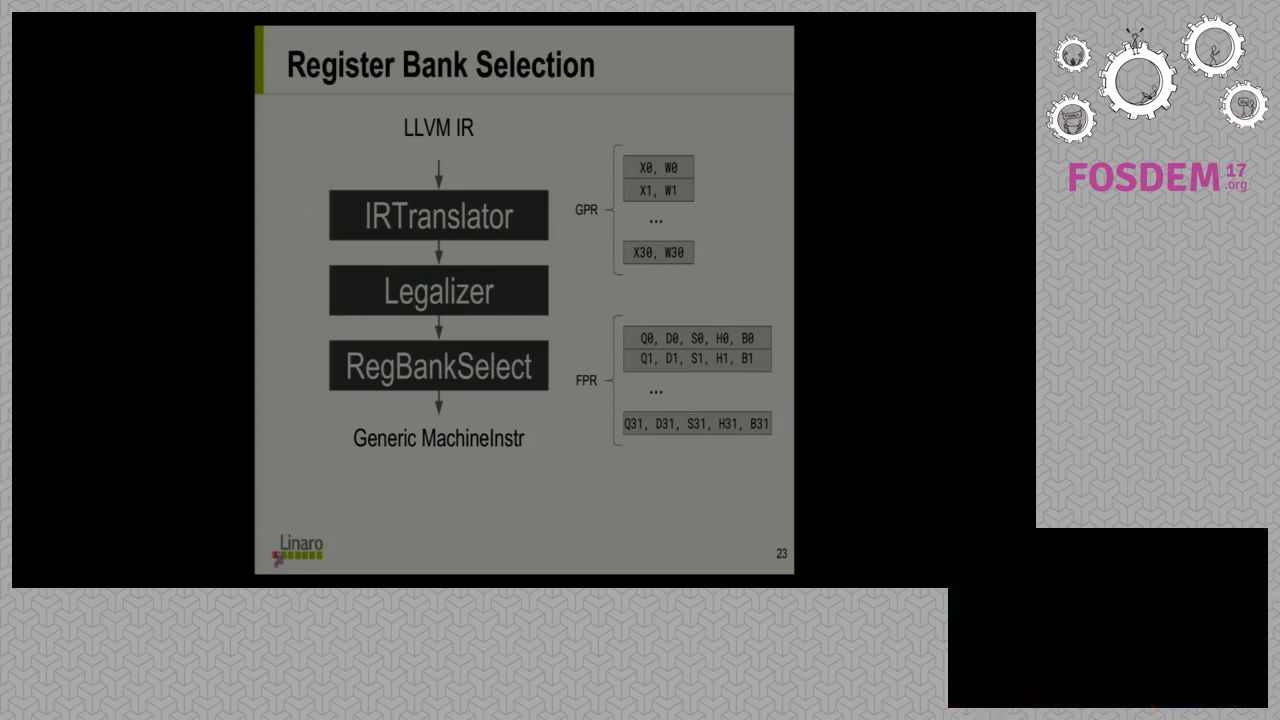 Register Bank Selection
LLVM IR
IRTranslator
Legalizer
RegBankSelect
Generic MachineInstr
GPR
X0, W0
X1, W1
...
X30, W30
FPR
Q0, D0, S0, H0, B0
Q1, D1, S1, H1, B1
...
Q31, D31, S31, H31, B31
Linaro
23
FOSDEM 17
.org